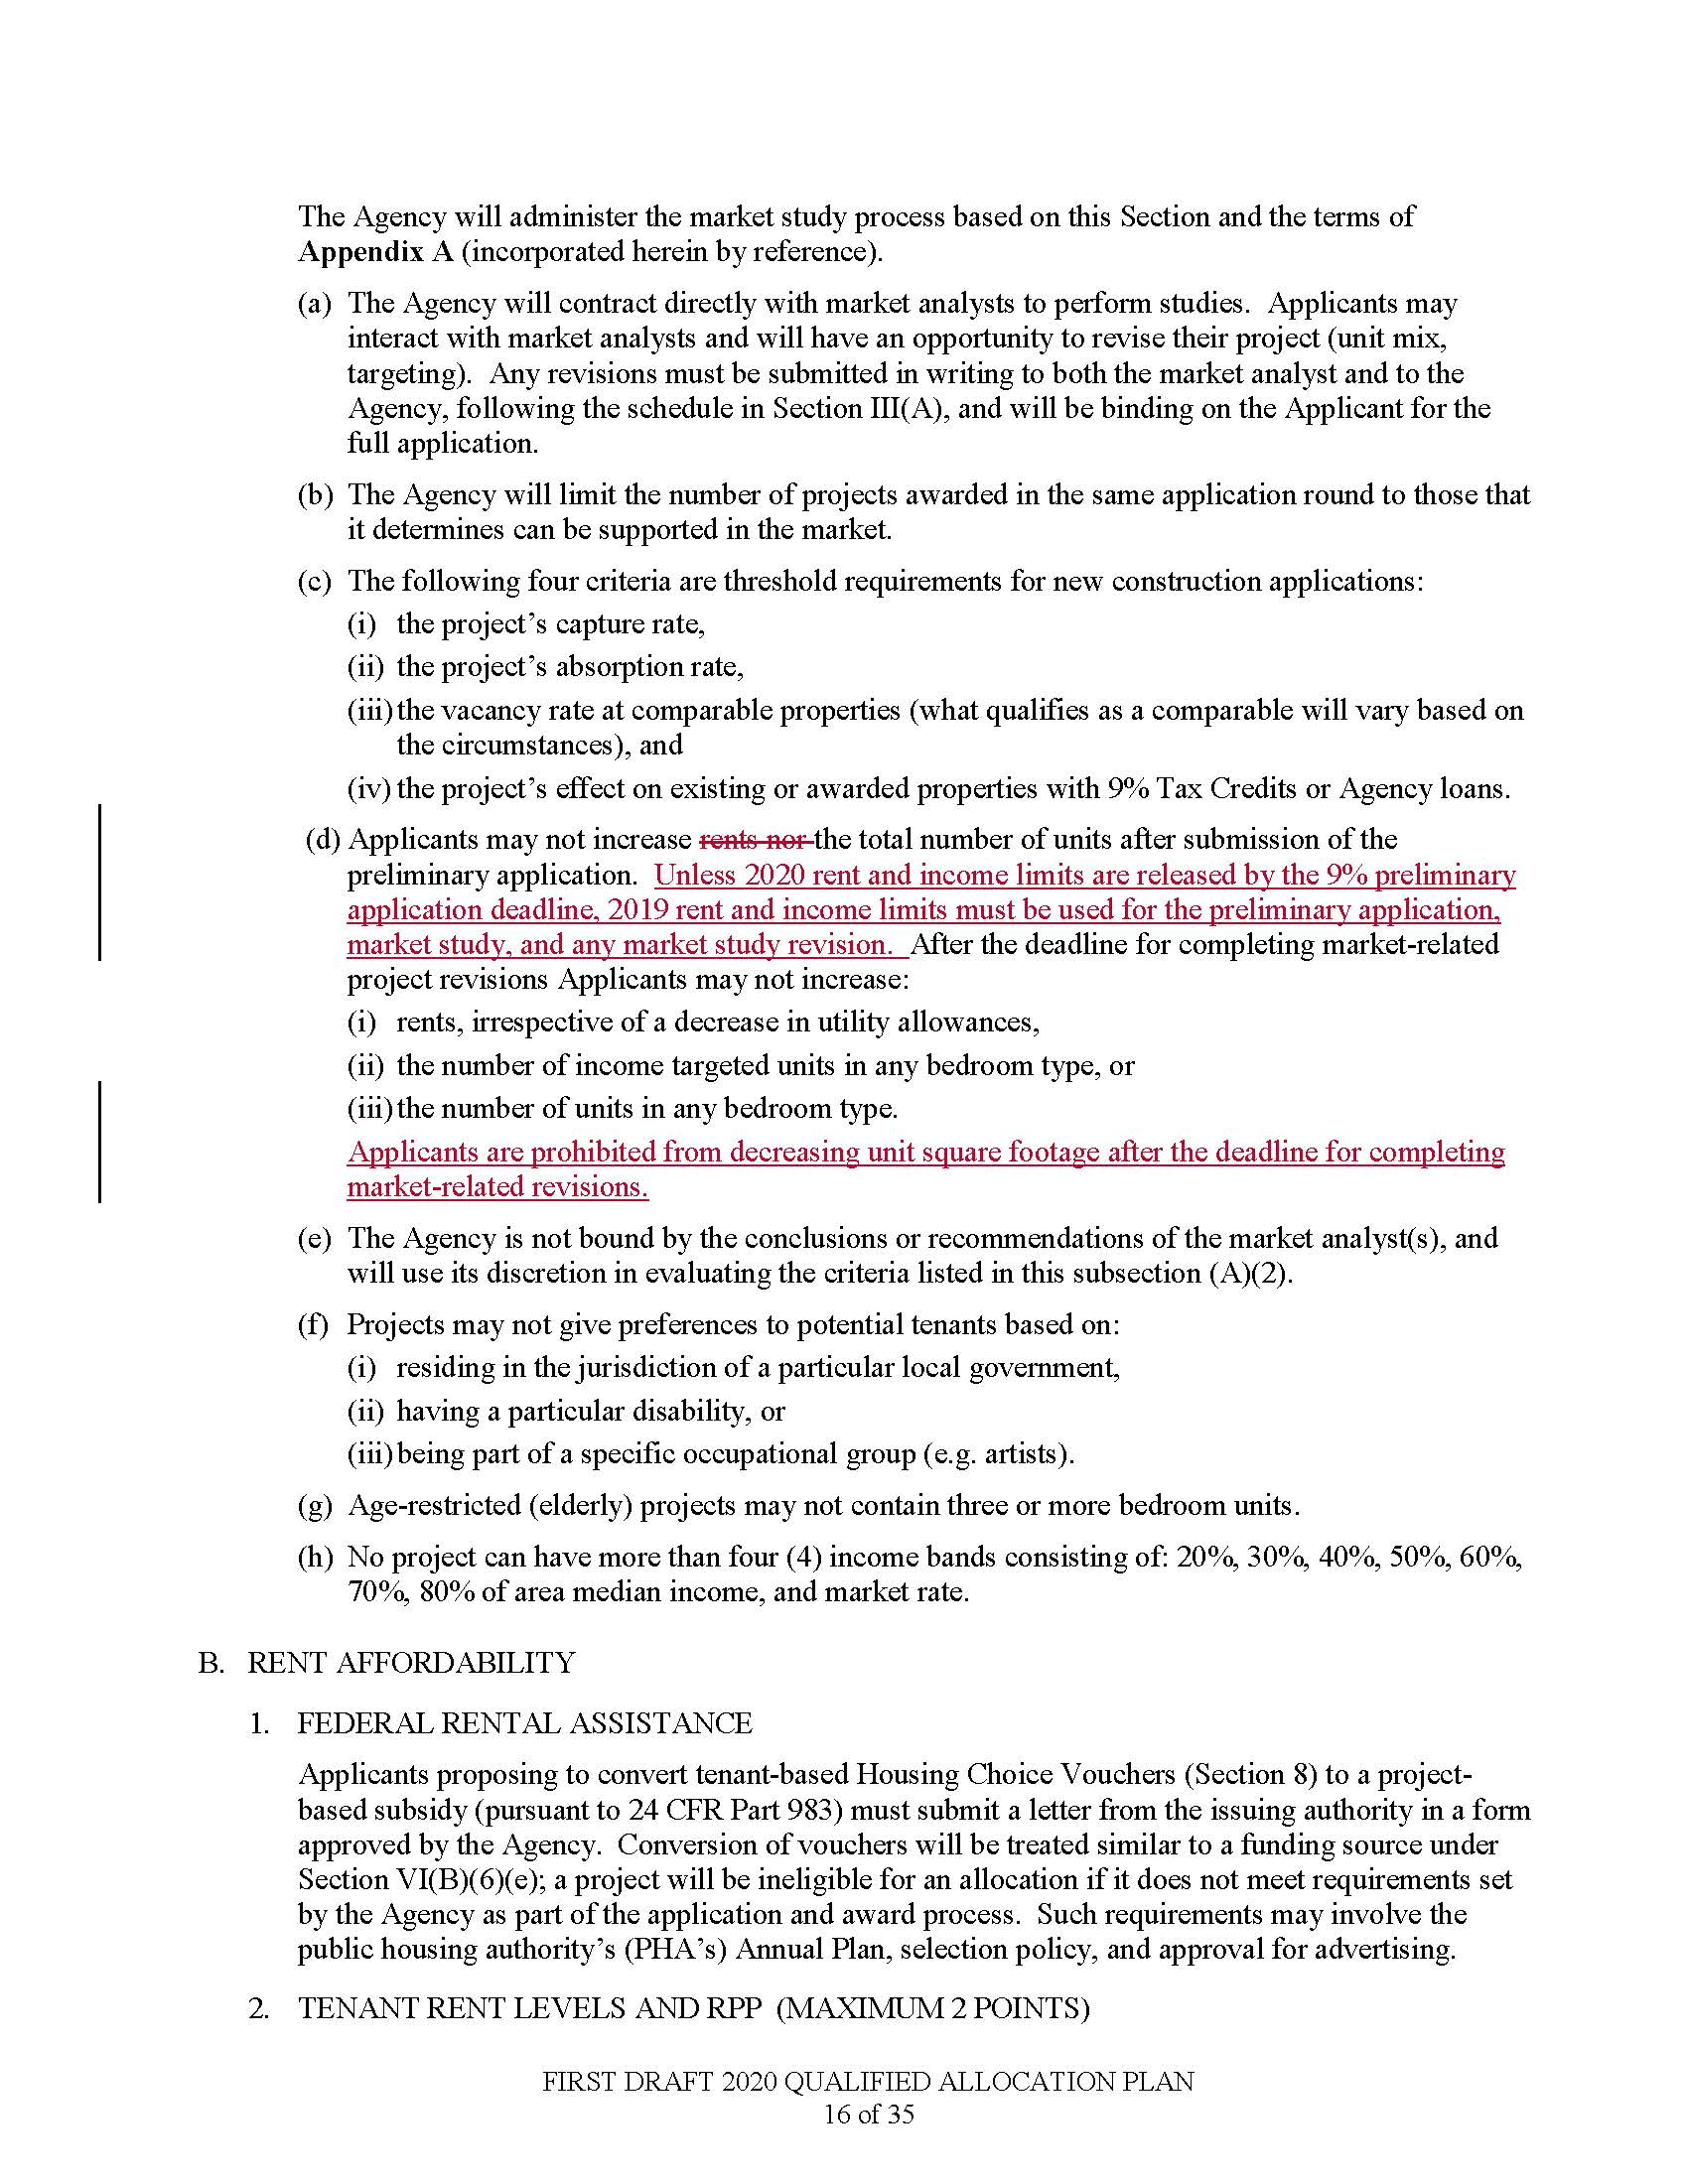 The Agency will administer the market study process based on this Section and the terms of
Appendix A (incorporated herein by reference).
(a) The Agency will contract directly with market analysts to perform studies. Applicants may
interact with market analysts and will have an opportunity to revise their project (unit mix,
targeting). Any revisions must be submitted in writing to both the market analyst and to the
Agency, following the schedule in Section III(A), and will be binding on the Applicant for the
full application.
(b) The Agency will limit the number of projects awarded in the same application round to those that
it determines can be supported in the market.
(c) The following four criteria are threshold requirements for new construction applications:
(i) the project’s capture rate,
(ii) the project’s absorption rate,
(iii) the vacancy rate at comparable properties (what qualifies as a comparable will vary based on
the circumstances), and
(iv) the project’s effect on existing or awarded properties with 9% Tax Credits or Agency loans.
(d) Applicants may not increase rents nor the total number of units after submission of the
preliminary application. Unless 2020 rent and income limits are released by the 9% preliminary
application deadline, 2019 rent and income limits must be used for the preliminary application,
market study, and any market study revision. After the deadline for completing market-related
project revisions Applicants may not increase:
(i) rents, irrespective of a decrease in utility allowances,
(ii) the number of income targeted units in any bedroom type, or
(iii) the number of units in any bedroom type.
Applicants are prohibited from decreasing unit square footage after the deadline for completing
market-related revisions.
(e) The Agency is not bound by the conclusions or recommendations of the market analyst(s), and
will use its discretion in evaluating the criteria listed in this subsection (A)(2).
(f) Projects may not give preferences to potential tenants based on:
(i) residing in the jurisdiction of a particular local government,
(ii) having a particular disability, or
(iii) being part of a specific occupational group (e.g. artists).
(g) Age-restricted (elderly) projects may not contain three or more bedroom units.
(h) No project can have more than four (4) income bands consisting of: 20%, 30%, 40%, 50%, 60%,
70%, 80% of area median income, and market rate.
B. RENT AFFORDABILITY
1. FEDERAL RENTAL ASSISTANCE
Applicants proposing to convert tenant-based Housing Choice Vouchers (Section 8) to a project-
based subsidy (pursuant to 24 CFR Part 983) must submit a letter from the issuing authority in a form
approved by the Agency. Conversion of vouchers will be treated similar to a funding source under
Section VI(B)(6)(e); a project will be ineligible for an allocation if it does not meet requirements set
by the Agency as part of the application and award process. Such requirements may involve the
public housing authority’s (PHA’s) Annual Plan, selection policy, and approval for advertising.
2. TENANT RENT LEVELS AND RPP (MAXIMUM 2 POINTS)
FIRST DRAFT 2020 QUALIFIED ALLOCATION PLAN
16 of 35